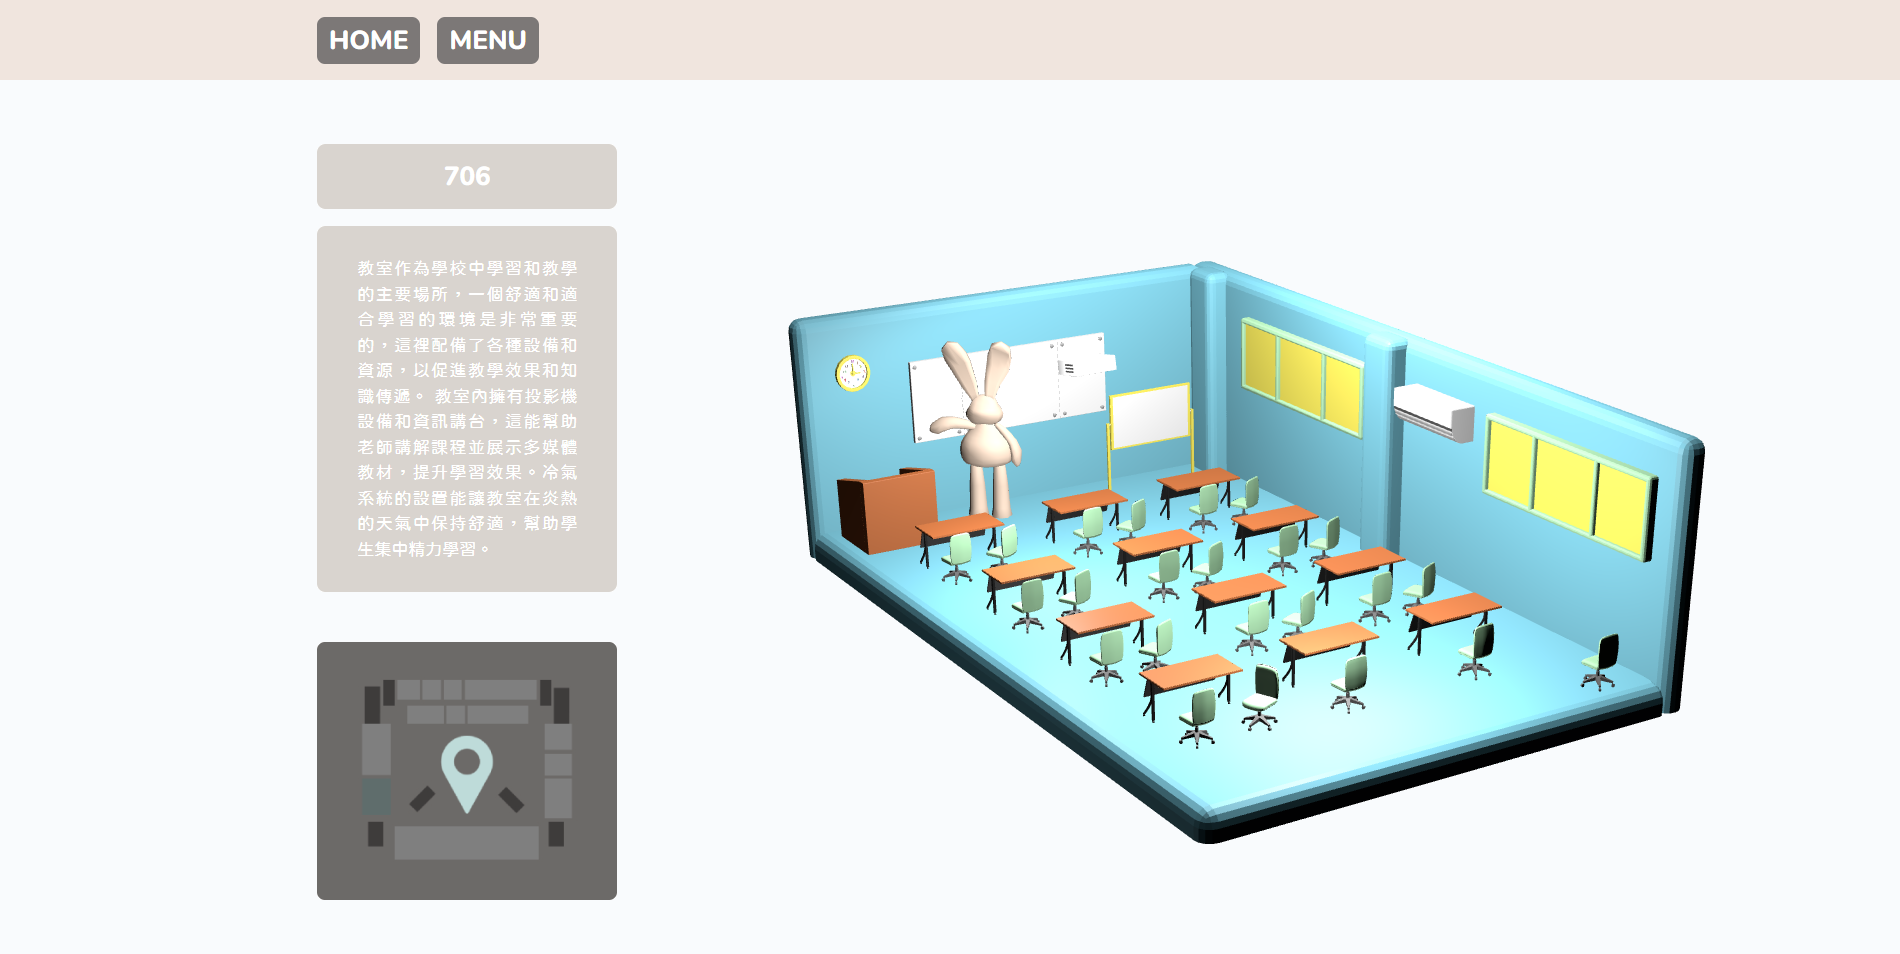 HOME
MENU
706
教室作為學校中學習和教學
的主要場所，一個舒適和適
合學習的環境是非常重要
的，這裡配備了各種設備和
資源，以促進教學效果和知
識傳遞。 教室內擁有投影機
設備和資訊講台，這能幫助
老師講解課程並展示多媒體
教材，提升學習效果。冷氣
系統的設置能讓教室在炎熱
的天氣中保持舒適，幫助學
生集中精力學習。